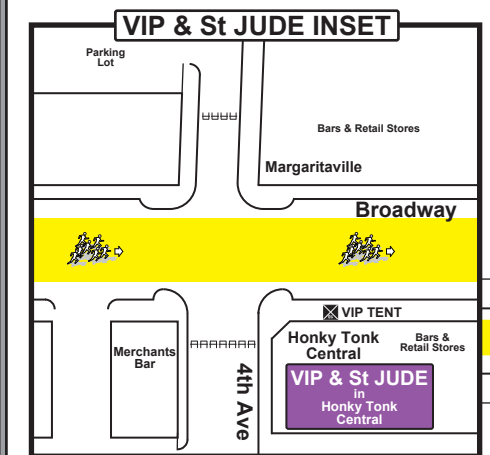 VIP & St JUDE INSET
Parking
Lot
Bars & Retail Stores
Margaritaville
Broadway
VIP TENT
Honky Tonk
Central
Bars &
Retail Stores
Merchants
Bar
4th Ave
VIP & St JUDE
in
Honky Tonk
Central